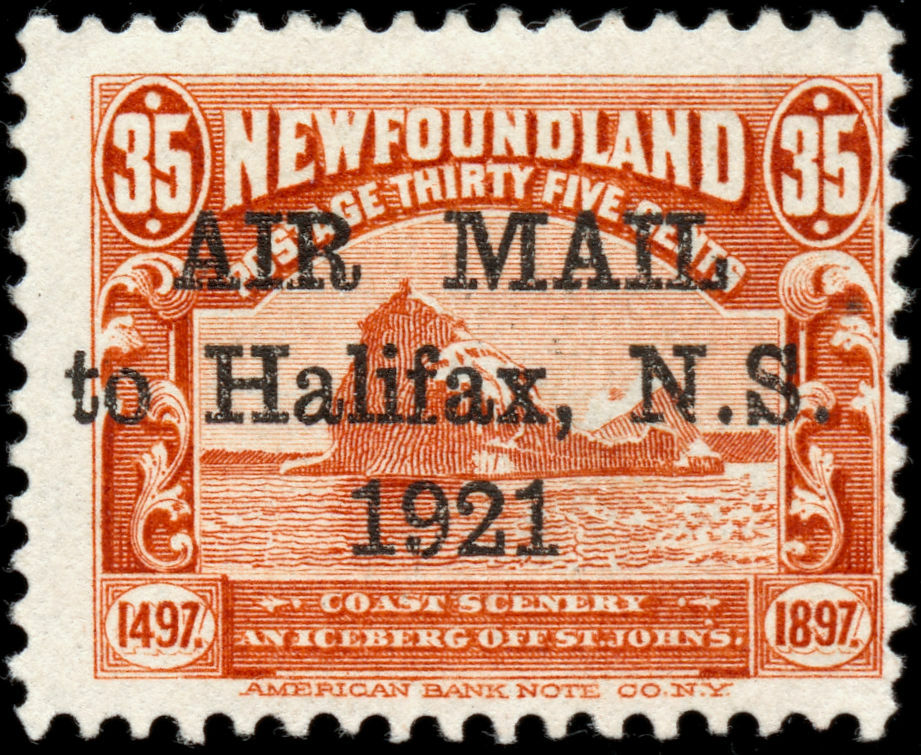 35 NEWFOUNDLAND 35
POSTAGE THIRTY FIVE CENTS
AIR MAIL
to Halifax, N.S.
1921
1497. 1897.
COAST SCENERY
AN ICEBERG OFF ST. JOHN'S,
AMERICAN BANK NOTE CO. N.Y.